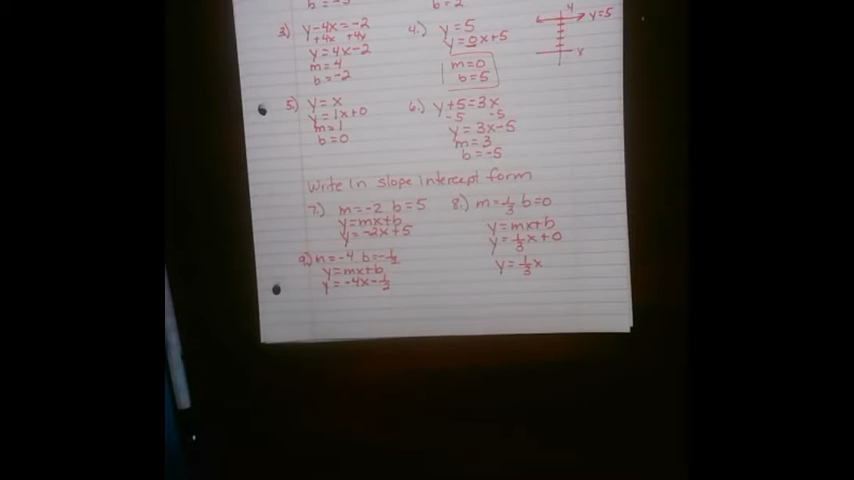 b = -3
b = 2
3.) y-4x = -2
+4x +4x
y = 4x-2
m = 4
b = -2
4.) y = 5
y = 0x+5
m = 0
b = 5
y
y=5
x
5.) y = x
y = 1x+0
m = 1
b = 0
6.) y+5 = 3x
-5 -5
y = 3x-5
m = 3
b = -5
Write in slope intercept form
7.) m = -2 b = 5
y = mx+b
y = -2x+5
8.) m = 1/3 b = 0
y = mx+b
y = 1/3x+0
y = 1/3x
9.) m = -4 b = -1/2
y = mx+b
y = -4x-1/2